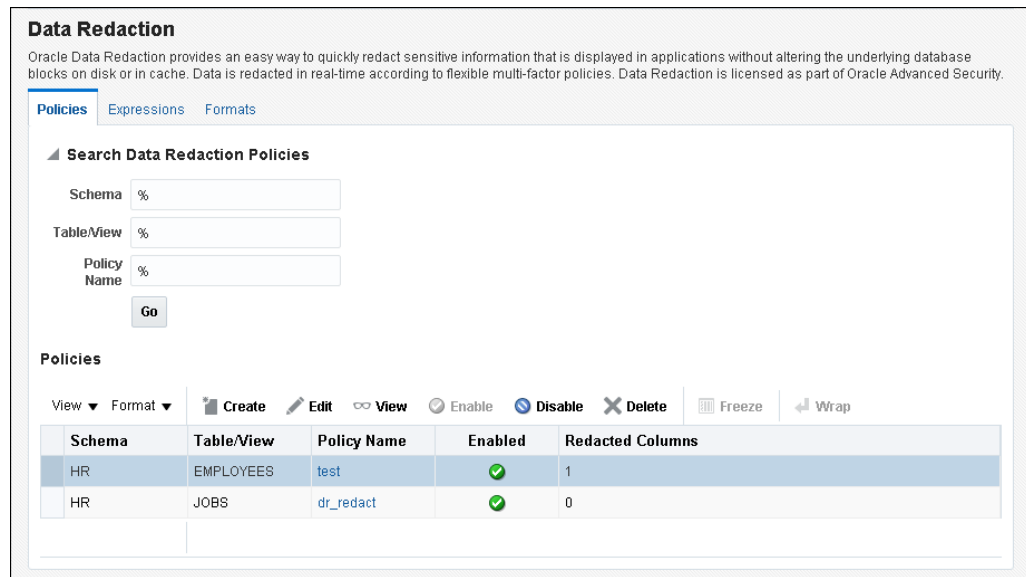 Data Redaction
Oracle Data Redaction provides an easy way to quickly redact sensitive information that is displayed in applications without altering the underlying database
blocks on disk or in cache. Data is redacted in real-time according to flexible multi-factor policies. Data Redaction is licensed as part of Oracle Advanced Security.
Policies Expressions Formats
Search Data Redaction Policies
Schema %
Table/View %
Policy
Name %
Go
Policies
View Format Create Edit View Enable Disable Delete Freeze Wrap
Schema Table/View Policy Name Enabled Redacted Columns
HR EMPLOYEES test 1
HR JOBS dr_redact 0